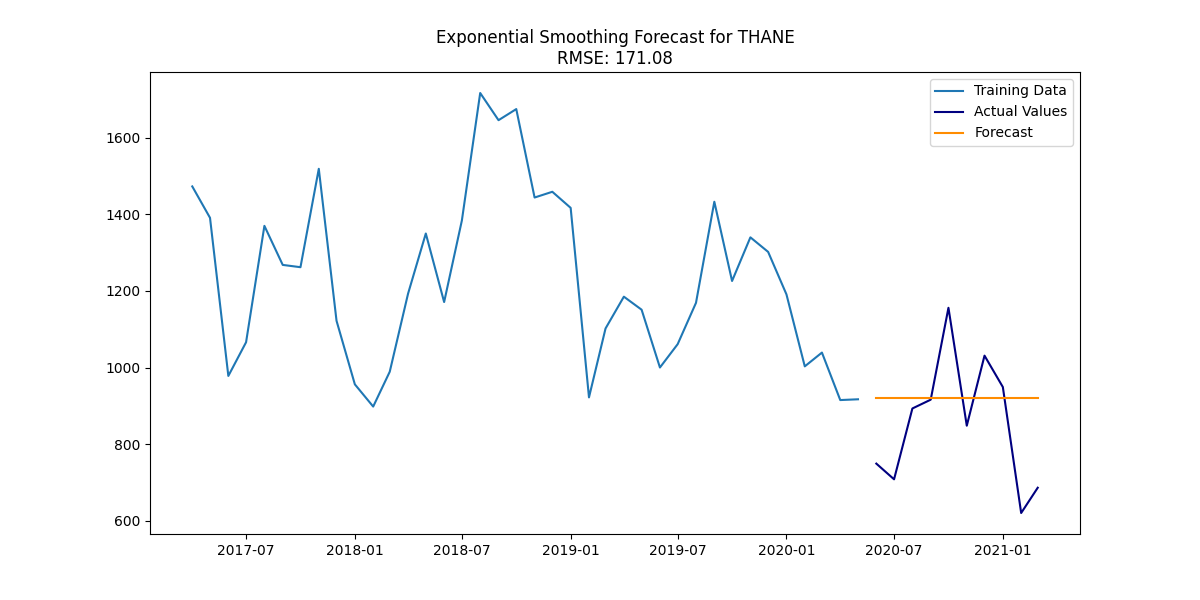 Exponential Smoothing Forecast for THANE
RMSE: 171.08
Training Data
Actual Values
Forecast
1600
1400
1200
1000
800
600
2017-07 2018-01 2018-07 2019-01 2019-07 2020-01 2020-07 2021-01